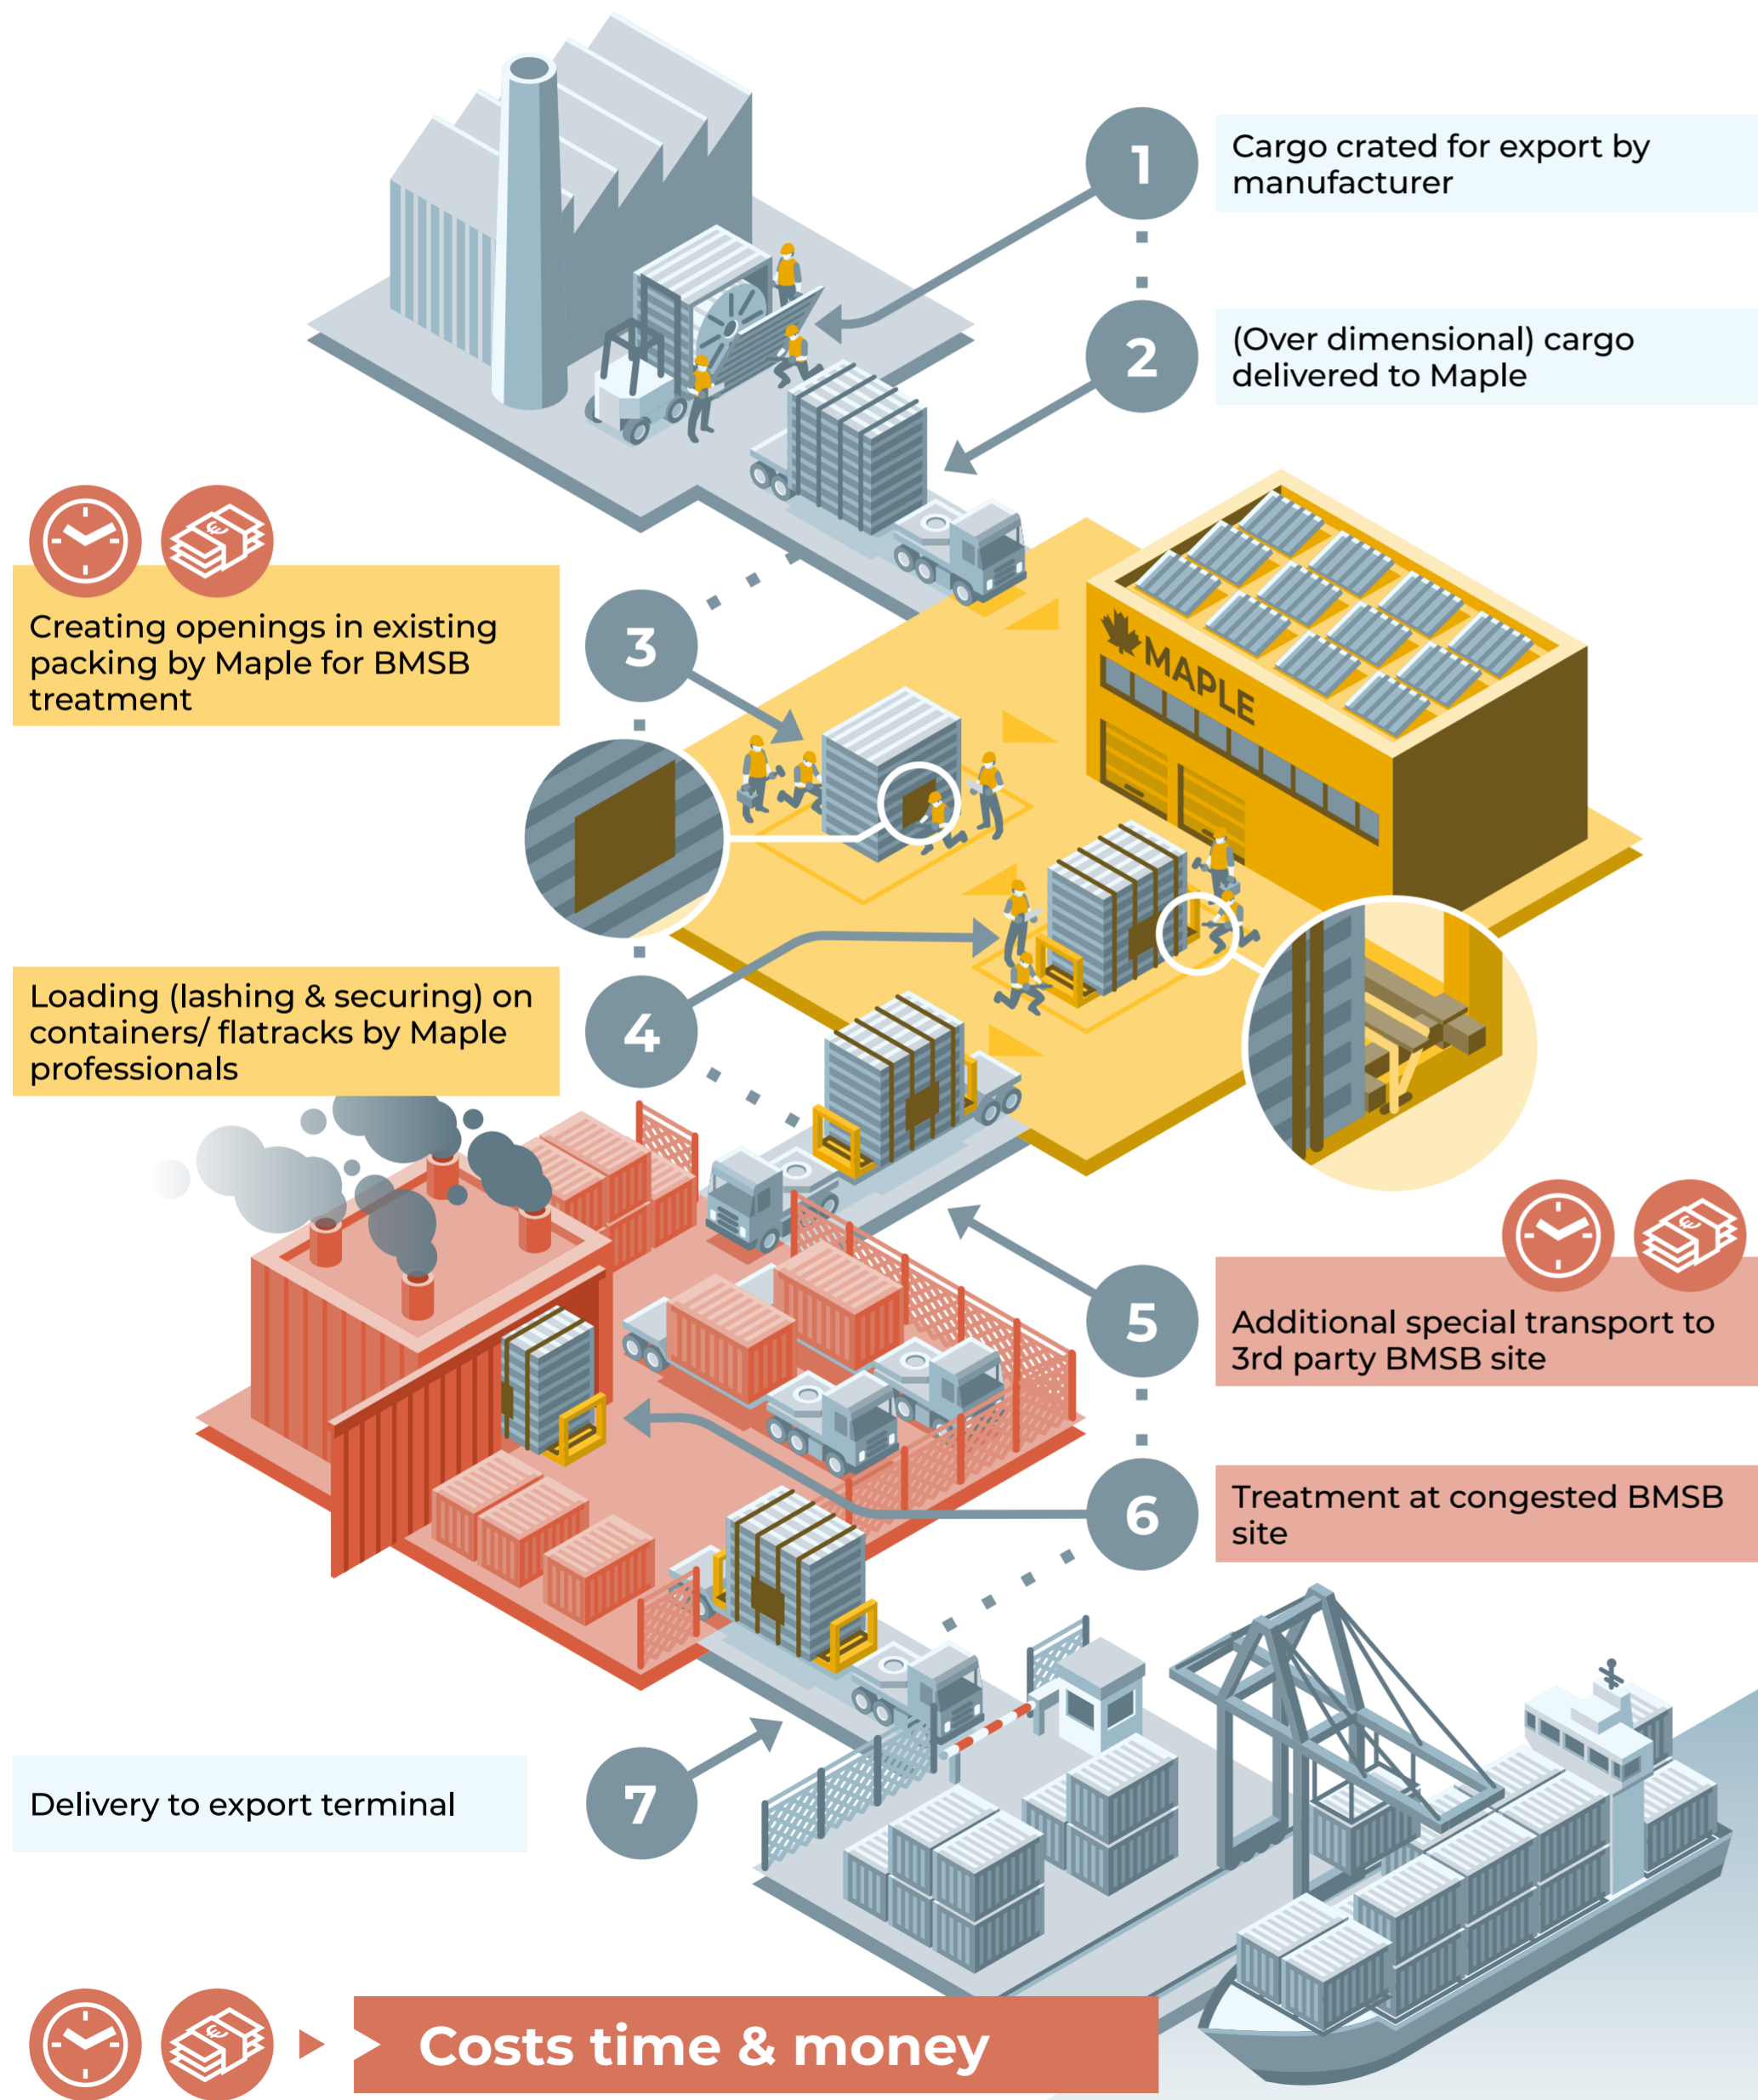 1
Cargo crated for export by
manufacturer
2
(Over dimensional) cargo
delivered to Maple
Creating openings in existing
packing by Maple for BMSB
treatment
3
MAPLE
Loading (lashing & securing) on
containers/ flatracks by Maple
professionals
4
5
Additional special transport to
3rd party BMSB site
6
Treatment at congested BMSB
site
Delivery to export terminal
7
Costs time & money